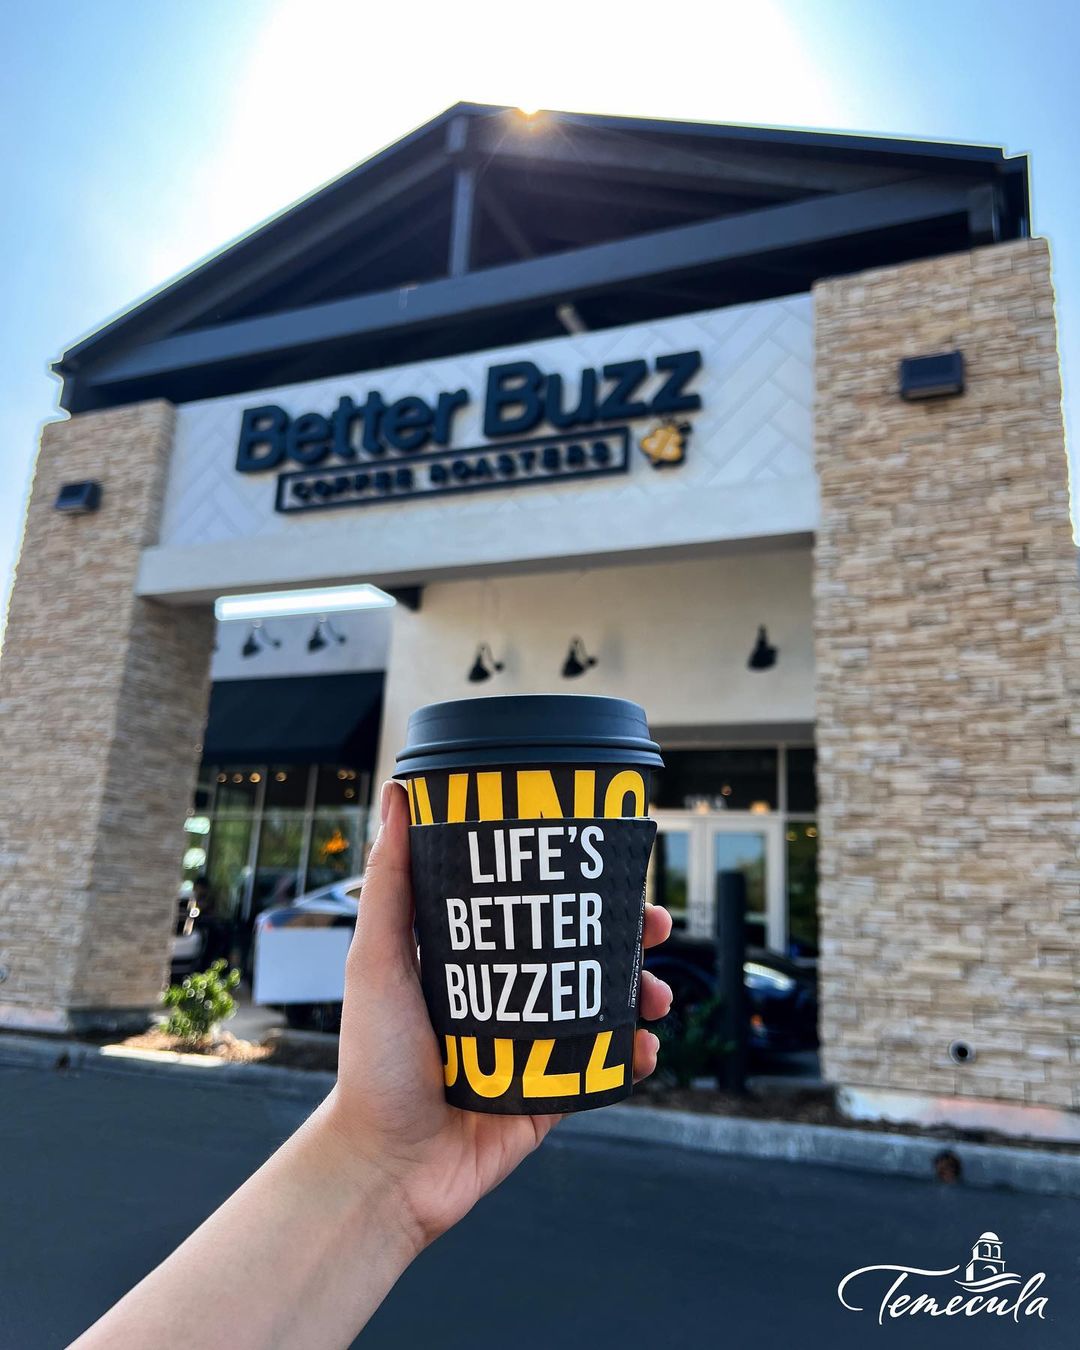 Better Buzz
COFFEE ROASTERS
LIFE'S
BETTER
BUZZED®
Temecula